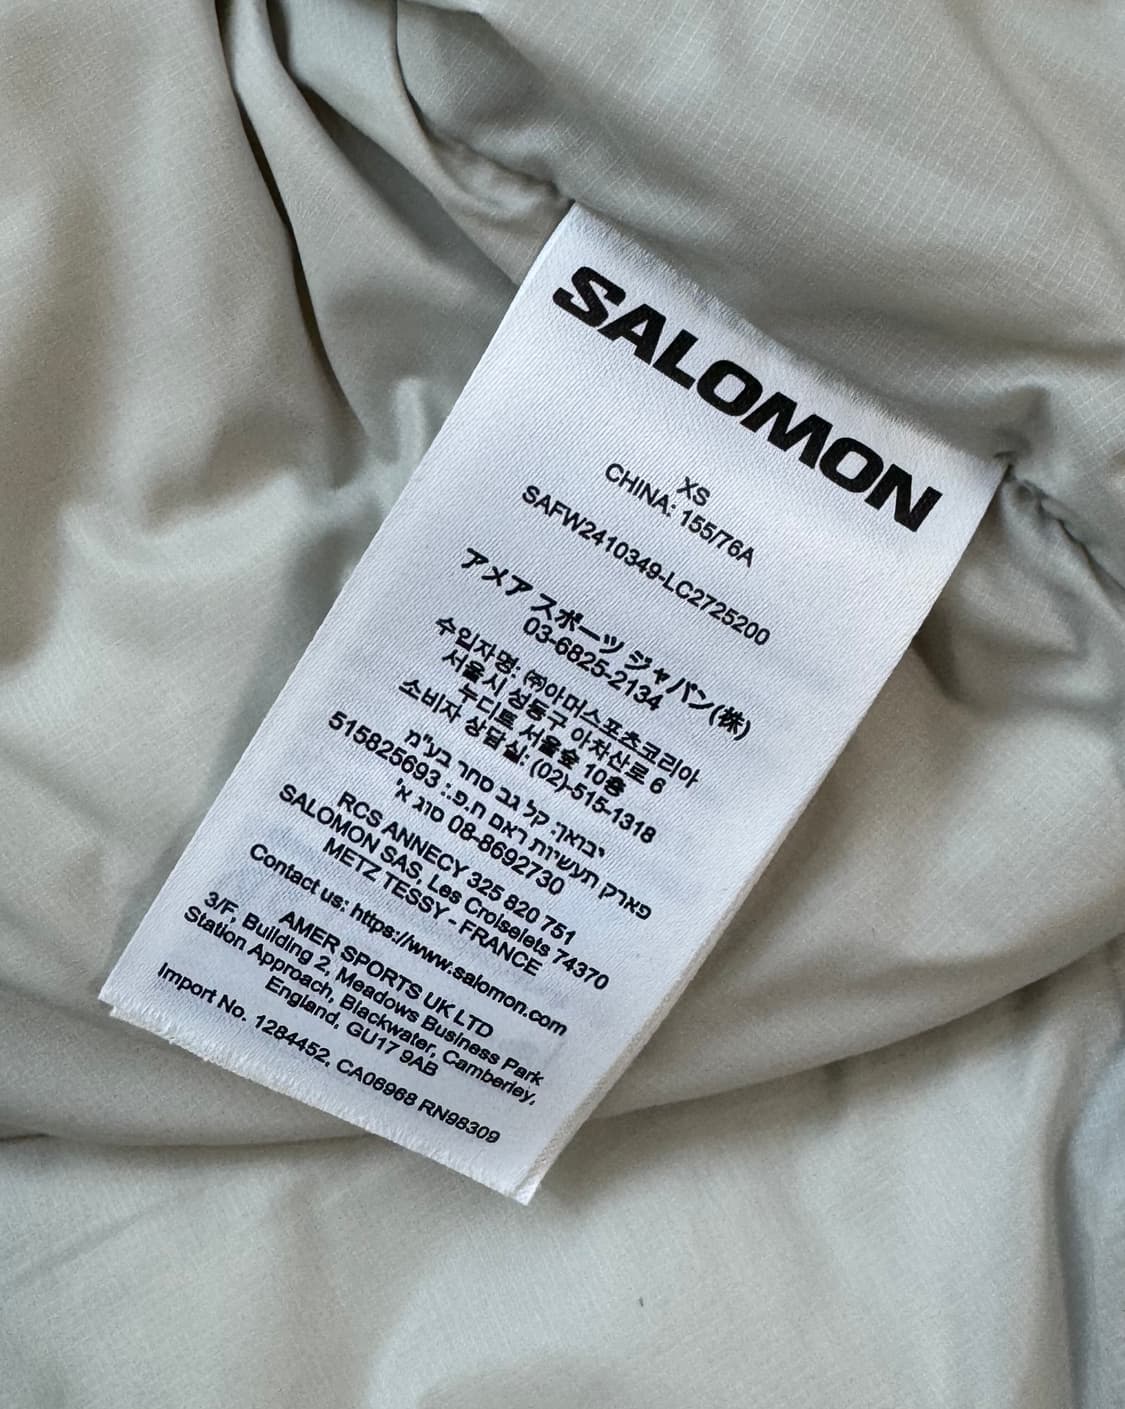 SALOMON
XS
CHINA: 155/76A
SAFW2410349-LC2725200
アメア スポーツ ジャパン(株)
03-6825-2134
수입자명: ㈜아머스포츠코리아
서울시 성동구 아차산로 6
누디트 서울숲 10층
소비자 상담실: (02)-515-1318
יבואר: קל גב סחר בע"מ
פארק תעשיות ראם ח.פ.: 515825693
08-8692730 סוג א'
RCS ANNECY 325 820 751
SALOMON SAS, Les Croiselets 74370
METZ TESSY - FRANCE
Contact us: https://www.salomon.com
AMER SPORTS UK LTD
3/F, Building 2, Meadows Business Park
Station Approach, Blackwater, Camberley,
England, GU17 9AB
Import No. 1284452, CA06968 RN98309